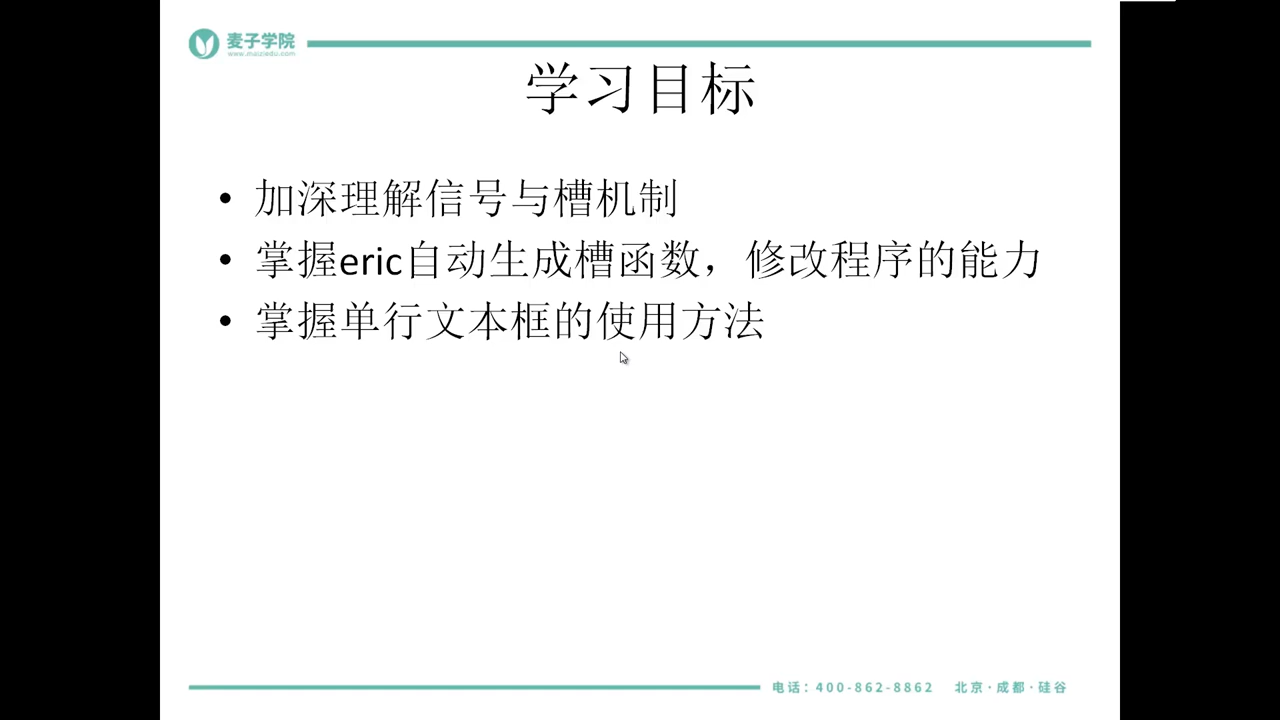 麦子学院
www.maiziedu.com
学习目标
• 加深理解信号与槽机制
• 掌握eric自动生成槽函数，修改程序的能力
• 掌握单行文本框的使用方法
电话：400-862-8862 北京·成都·硅谷